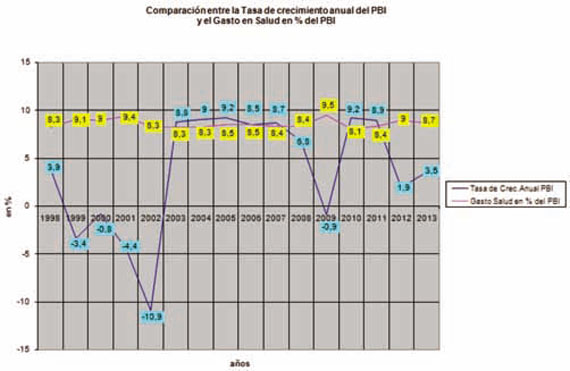 Comparación entre la Tasa de crecimiento anual del PBI
y el Gasto en Salud en % del PBI
15
10
5
0
-5
-10
-15
en %
8,3 9,1 9 9,4 8,3 8,3 8,3 8,5 8,5 8,4 8,4 9,5 8,1 8,4 9 8,7
3,9 -3,4 -0,8 -4,4 -10,9 8,8 9 9,2 8,5 8,7 6,8 -0,9 9,2 8,9 1,9 3,5
1998 1999 2000 2001 2002 2003 2004 2005 2006 2007 2008 2009 2010 2011 2012 2013
años
Tasa de Crec.Anual PBI
Gasto Salud en % del PBI